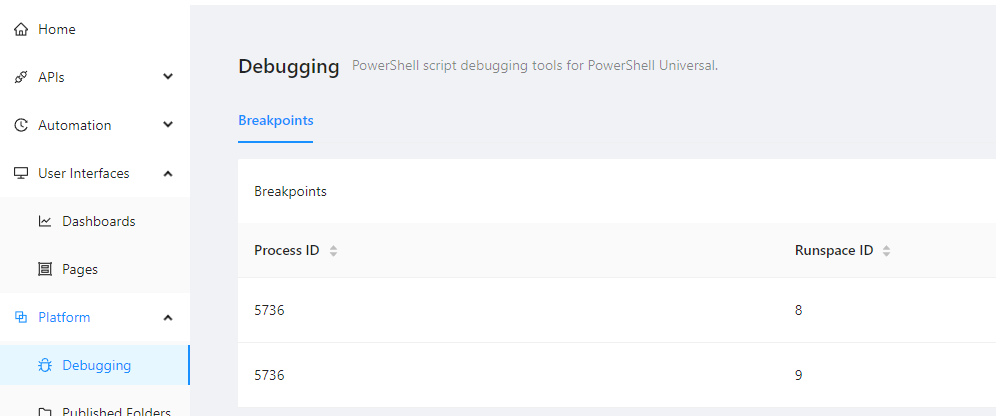 Home
APIs
Automation
User Interfaces
Dashboards
Pages
Platform
Debugging
Published Folders
Debugging PowerShell script debugging tools for PowerShell Universal.
Breakpoints
Breakpoints
Process ID Runspace ID
5736 8
5736 9